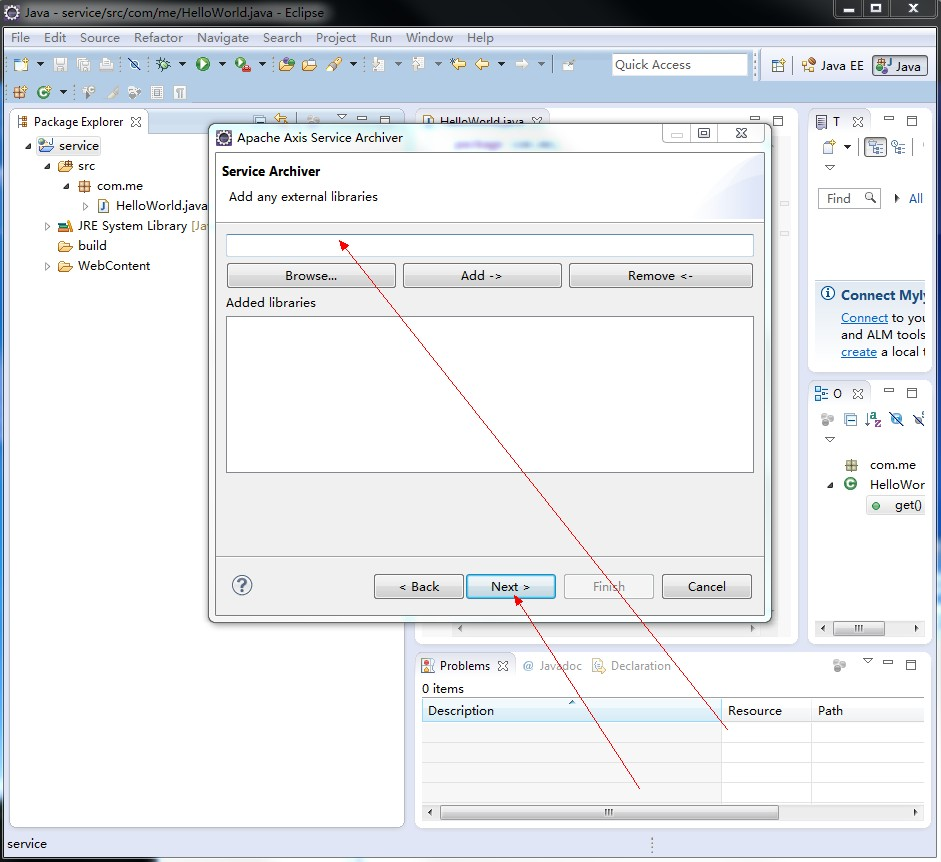 Java - service/src/com/me/HelloWorld.java - Eclipse
File Edit Source Refactor Navigate Search Project Run Window Help
Quick Access
Java EE
Java
Package Explorer
service
src
com.me
HelloWorld.java
JRE System Library [Ja
build
WebContent
HelloWorld.java
Apache Axis Service Archiver
Service Archiver
Add any external libraries
Browse...
Add ->
Remove <-
Added libraries
< Back
Next >
Finish
Cancel
T
Find
All
Connect Myl
Connect to you
and ALM tools
create a local t
O
com.me
HelloWor
get()
Problems
@ Javadoc
Declaration
0 items
Description
Resource
Path
service